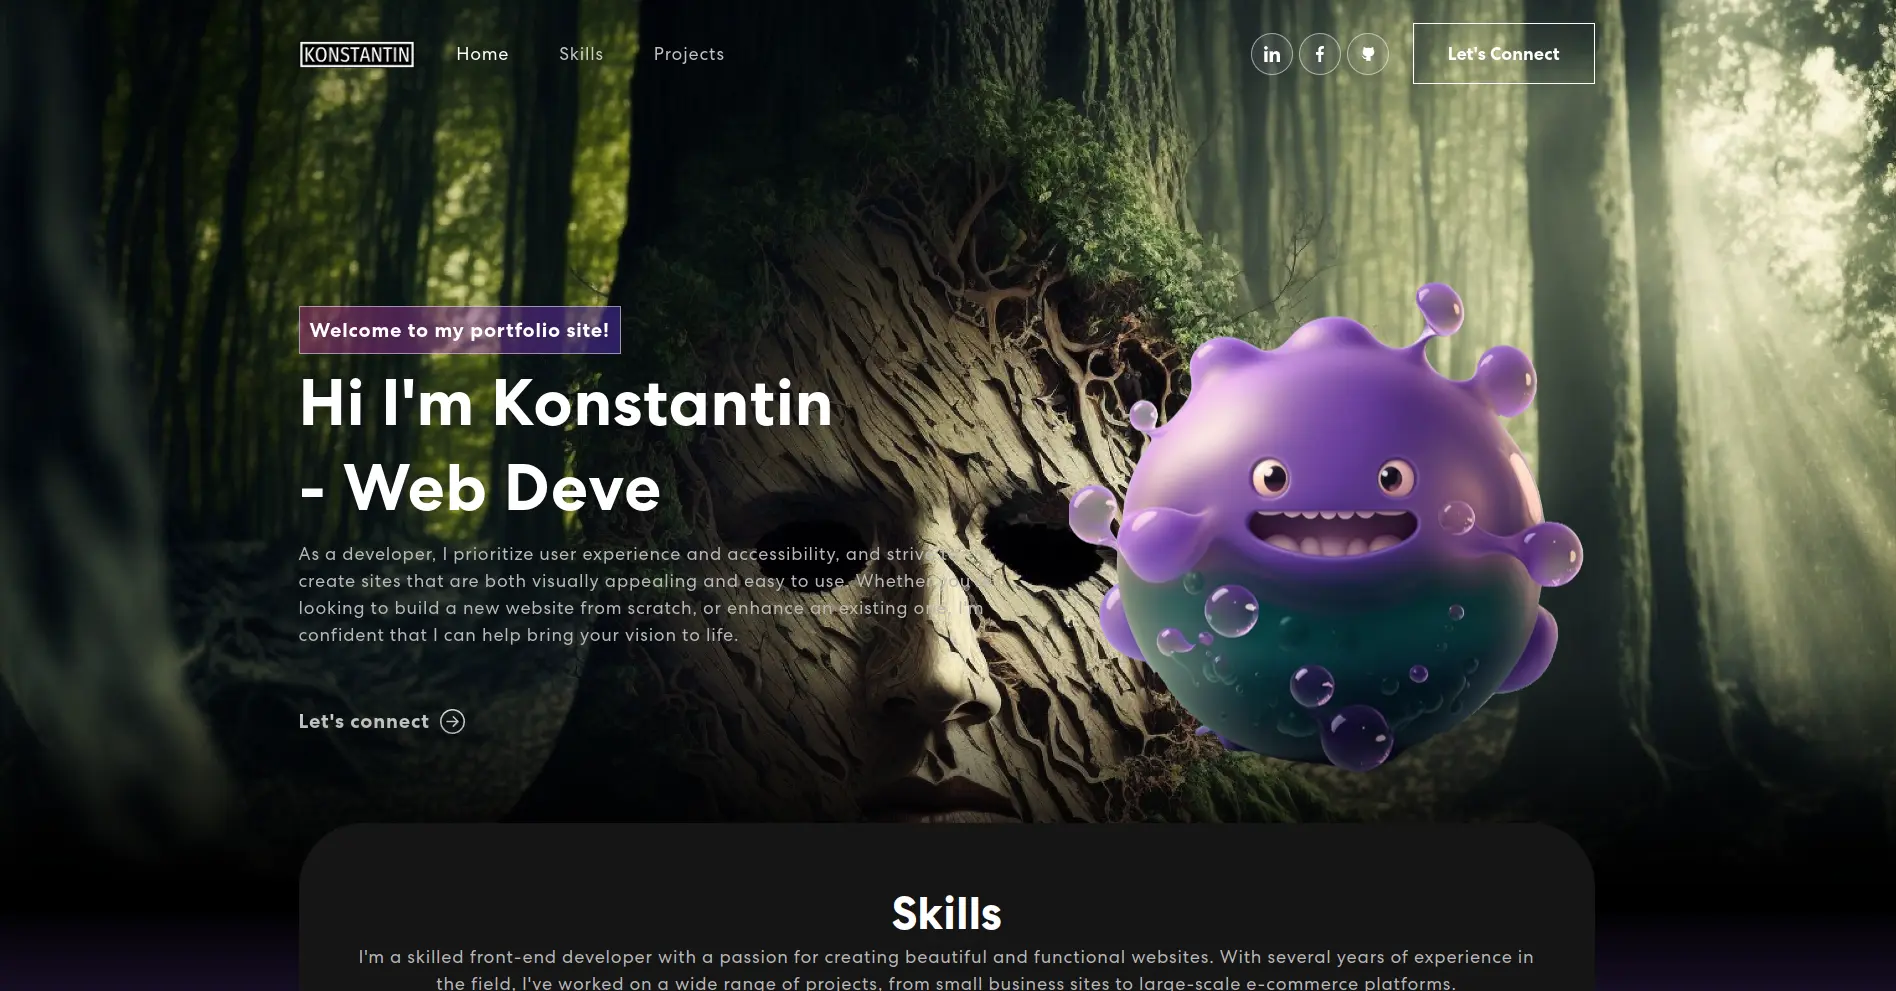 KONSTANTIN
Home
Skills
Projects
Let's Connect
Welcome to my portfolio site!
Hi I'm Konstantin
- Web Deve
As a developer, I prioritize user experience and accessibility, and strive to
create sites that are both visually appealing and easy to use. Whether you're
looking to build a new website from scratch, or enhance an existing one, I'm
confident that I can help bring your vision to life.
Let's connect
Skills
I'm a skilled front-end developer with a passion for creating beautiful and functional websites. With several years of experience in
the field, I've worked on a wide range of projects, from small business sites to large-scale e-commerce platforms.